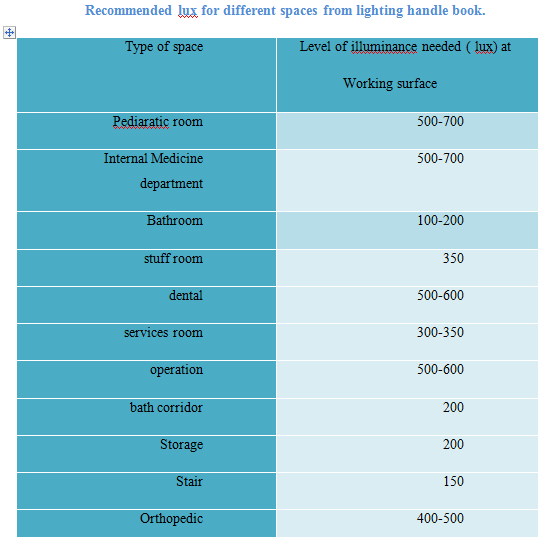 Recommended lux for different spaces from lighting handle book.
Type of space
Level of illuminance needed ( lux) at
Working surface
Pediaratic room
500-700
Internal Medicine
department
500-700
Bathroom
100-200
stuff room
350
dental
500-600
services room
300-350
operation
500-600
bath corridor
200
Storage
200
Stair
150
Orthopedic
400-500